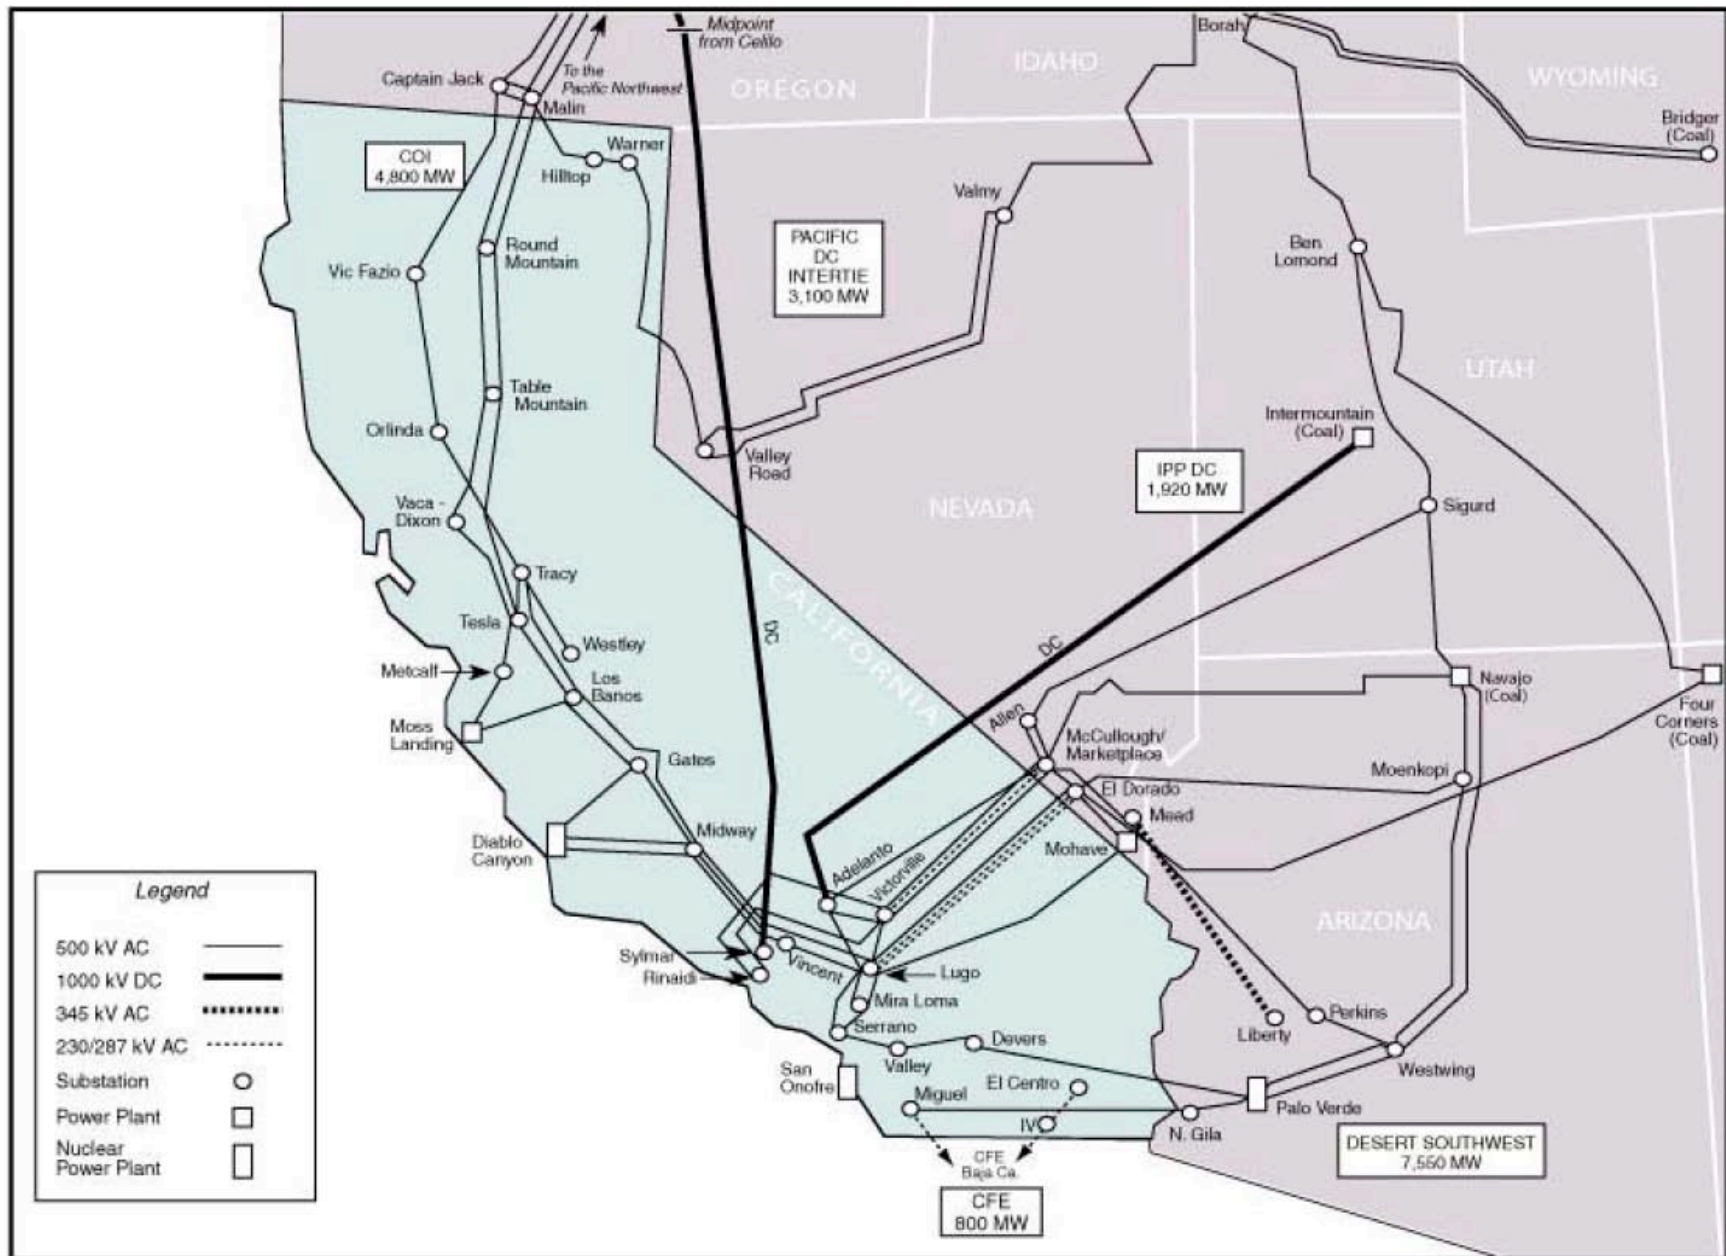 Midpoint
from Celilo
Borah
IDAHO
WYOMING
Captain Jack
To the
Pacific Northwest
OREGON
Malin
Bridger
(Coal)
COI
4,800 MW
Warner
Hilltop
Valmy
PACIFIC
DC
INTERTIE
3,100 MW
Round
Mountain
Ben
Lomond
Vic Fazio
UTAH
Table
Mountain
Intermountain
(Coal)
Orlinda
Valley
Road
IPP DC
1,920 MW
NEVADA
Vaca -
Dixon
Sigurd
Tracy
CALIFORNIA
Tesla
DC
DC
Westley
Metcalf
Los
Banos
Navajo
(Coal)
Four
Corners
(Coal)
Allen
Moss
Landing
McCullough/
Marketplace
Gates
Moenkopi
El Dorado
Mead
Midway
Diablo
Canyon
Mohave
Adelanto
Victorville
Legend
ARIZONA
500 kV AC
1000 kV DC
345 kV AC
230/287 kV AC
Substation
Power Plant
Nuclear
Power Plant
Sylmar
Rinaidi
Vincent
Lugo
Mira Loma
Serrano
Devers
Liberty
Perkins
Valley
San
Onofre
El Centro
Westwing
Miguel
Palo Verde
IV
N. Gila
CFE
Baja Ca.
DESERT SOUTHWEST
7,550 MW
CFE
800 MW